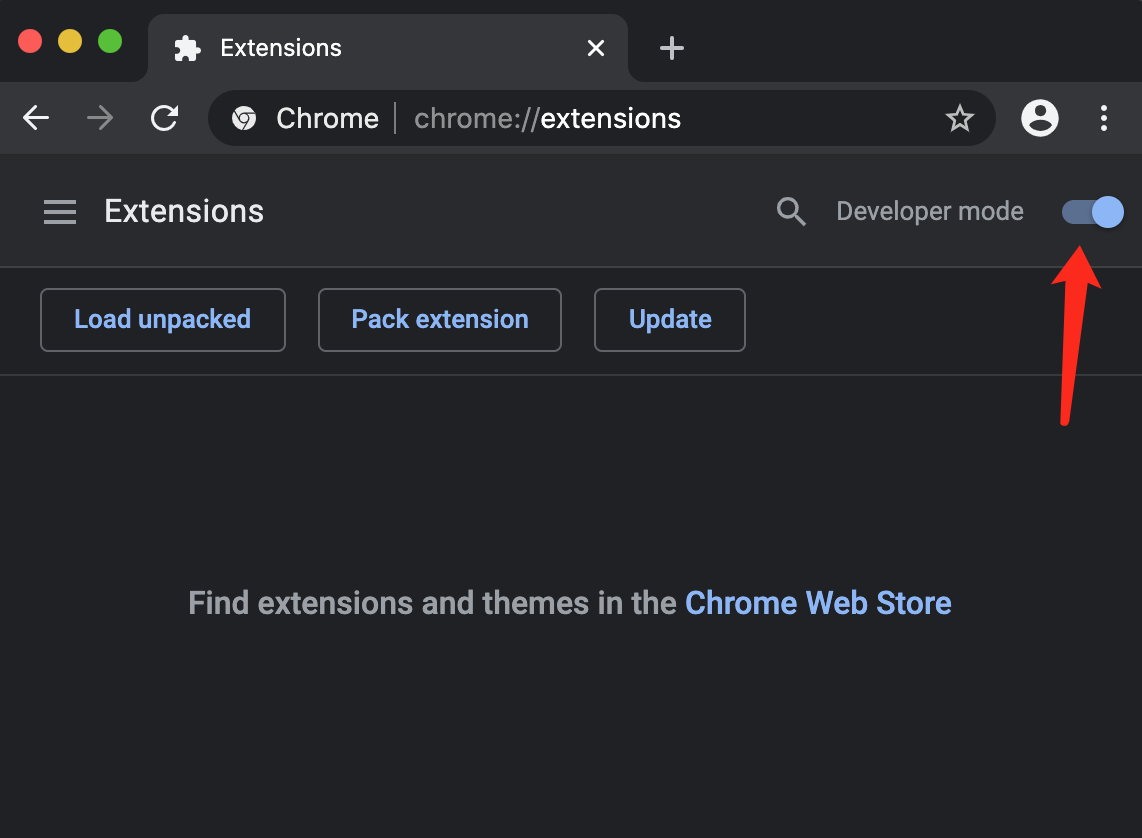 Extensions
Chrome chrome://extensions
Extensions Developer mode
Load unpacked Pack extension Update
Find extensions and themes in the Chrome Web Store